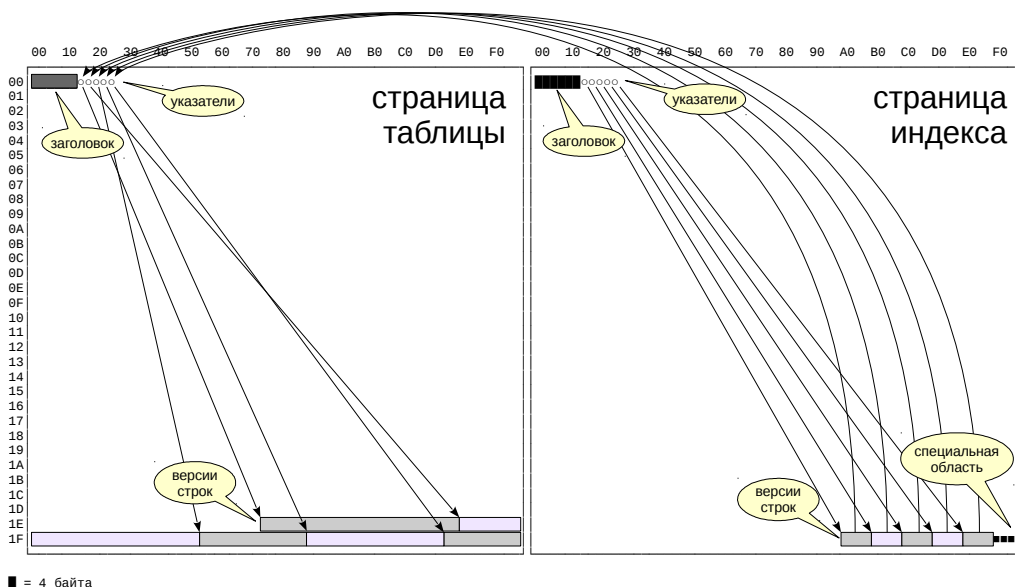 00 10 20 30 40 50 60 70 80 90 A0 B0 C0 D0 E0 F0
00 10 20 30 40 50 60 70 80 90 A0 B0 C0 D0 E0 F0
00
01
02
03
04
05
06
07
08
09
0A
0B
0C
0D
0E
0F
10
11
12
13
14
15
16
17
18
19
1A
1B
1C
1D
1E
1F
страница
таблицы
указатели
заголовок
версии
строк
страница
индекса
указатели
заголовок
специальная
область
версии
строк
= 4 байта